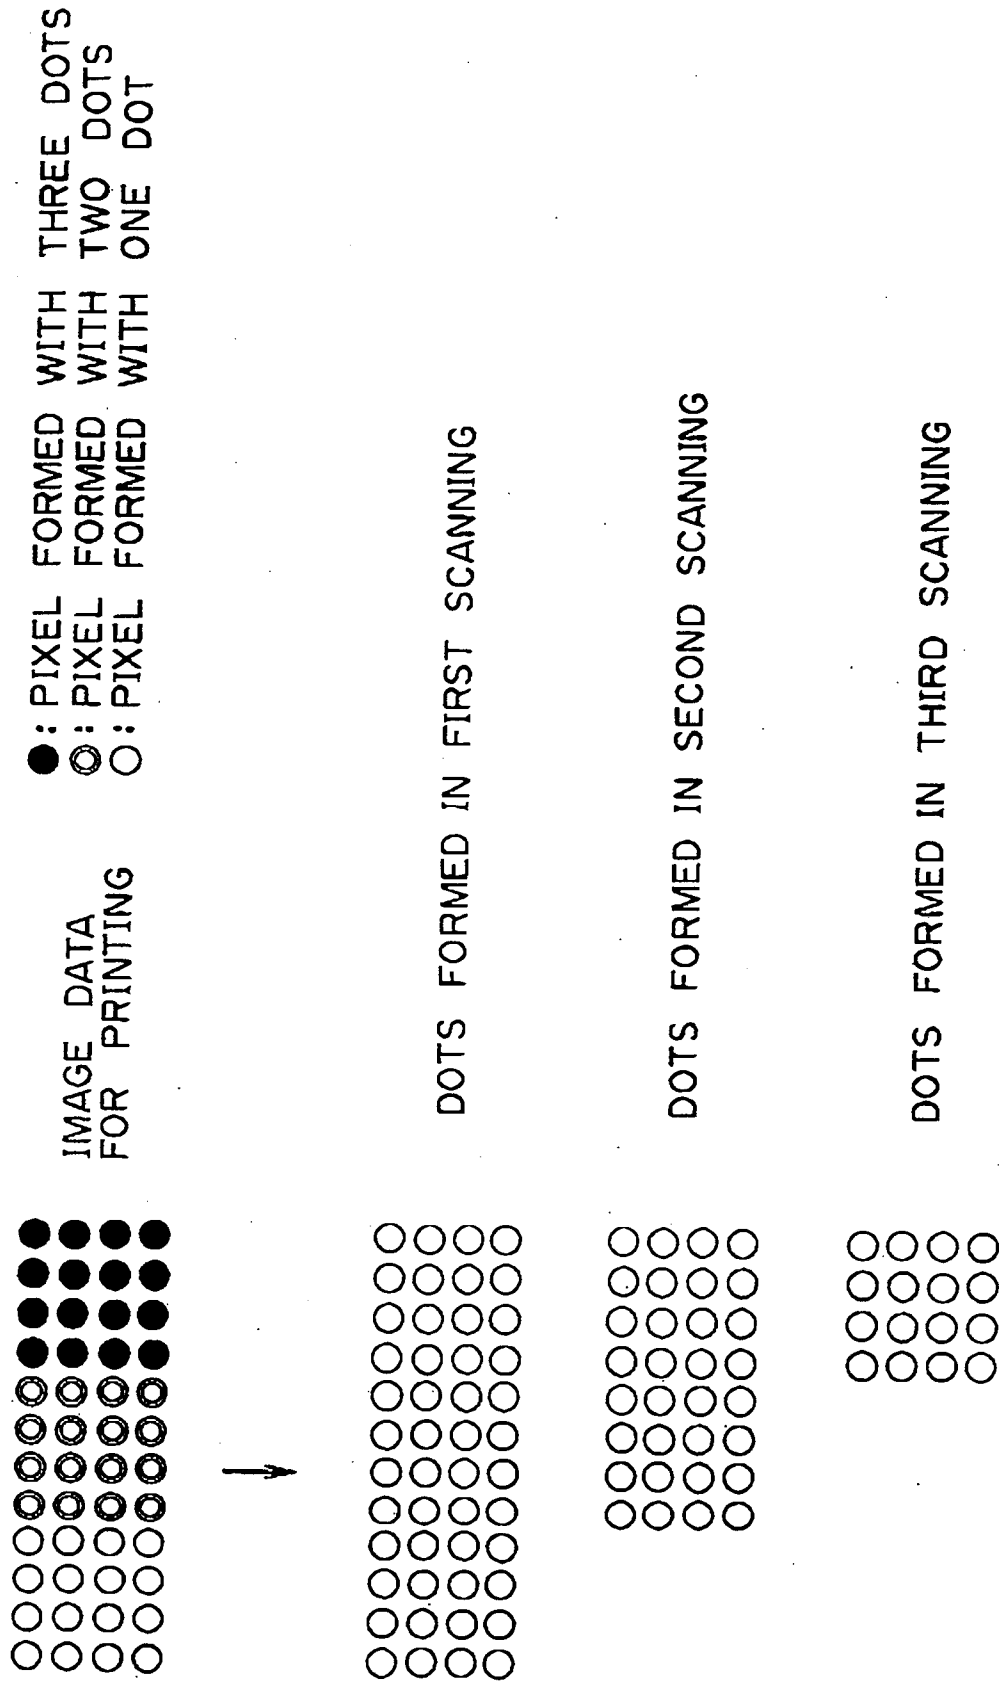 IMAGE DATA
FOR PRINTING
: PIXEL FORMED WITH THREE DOTS
: PIXEL FORMED WITH TWO DOTS
: PIXEL FORMED WITH ONE DOT
DOTS FORMED IN FIRST SCANNING
DOTS FORMED IN SECOND SCANNING
DOTS FORMED IN THIRD SCANNING